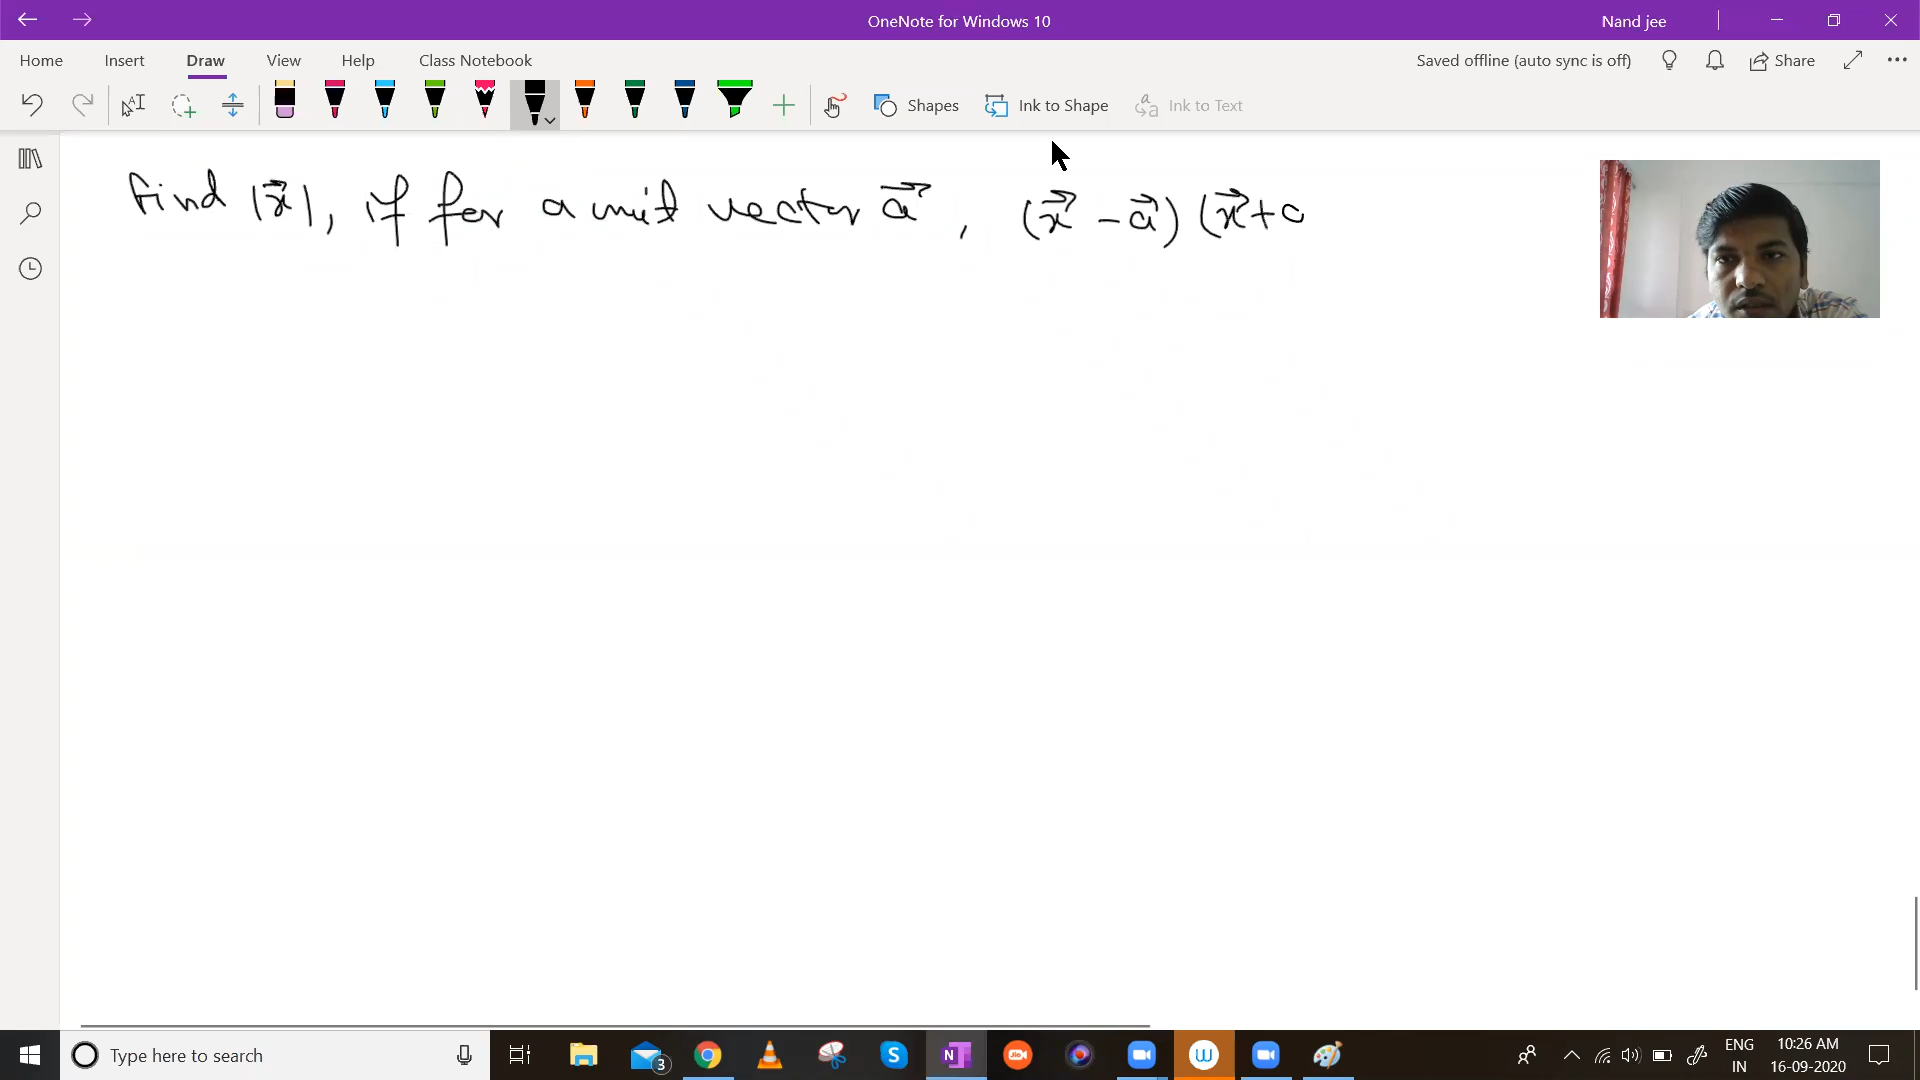 OneNote for Windows 10
Nand jee
Home Insert Draw View Help Class Notebook
Saved offline (auto sync is off) Share
Shapes Ink to Shape Ink to Text
find |x⃗|, if for a unit vector a⃗, (x⃗ - a⃗) (x⃗ + a
Type here to search
3
N
Jio
S
W
ENG
IN
10:26 AM
16-09-2020